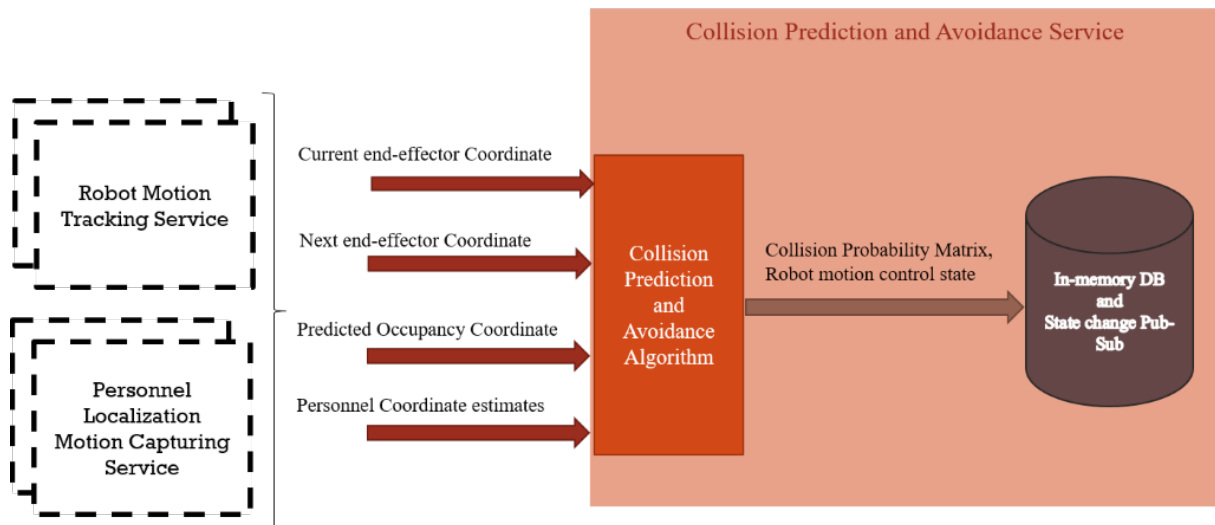 Collision Prediction and Avoidance Service
Robot Motion
Tracking Service
Current end-effector Coordinate
Next end-effector Coordinate
Predicted Occupancy Coordinate
Personnel Coordinate estimates
Personnel
Localization
Motion Capturing
Service
Collision
Prediction
and
Avoidance
Algorithm
Collision Probability Matrix,
Robot motion control state
In-memory DB
and
State change Pub-
Sub